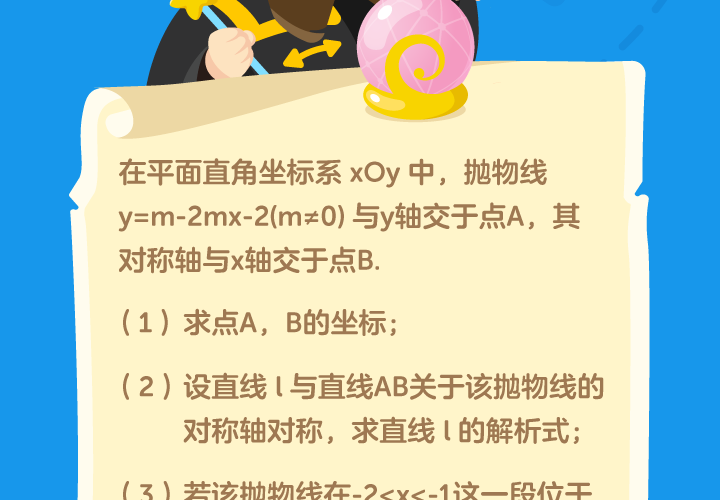 在平面直角坐标系 xOy 中，抛物线
y=m-2mx-2(m≠0) 与y轴交于点A，其
对称轴与x轴交于点B.
（1）求点A，B的坐标；
（2）设直线 l 与直线AB关于该抛物线的
对称轴对称，求直线 l 的解析式；
（3）若该抛物线在-2<x<-1这一段位于